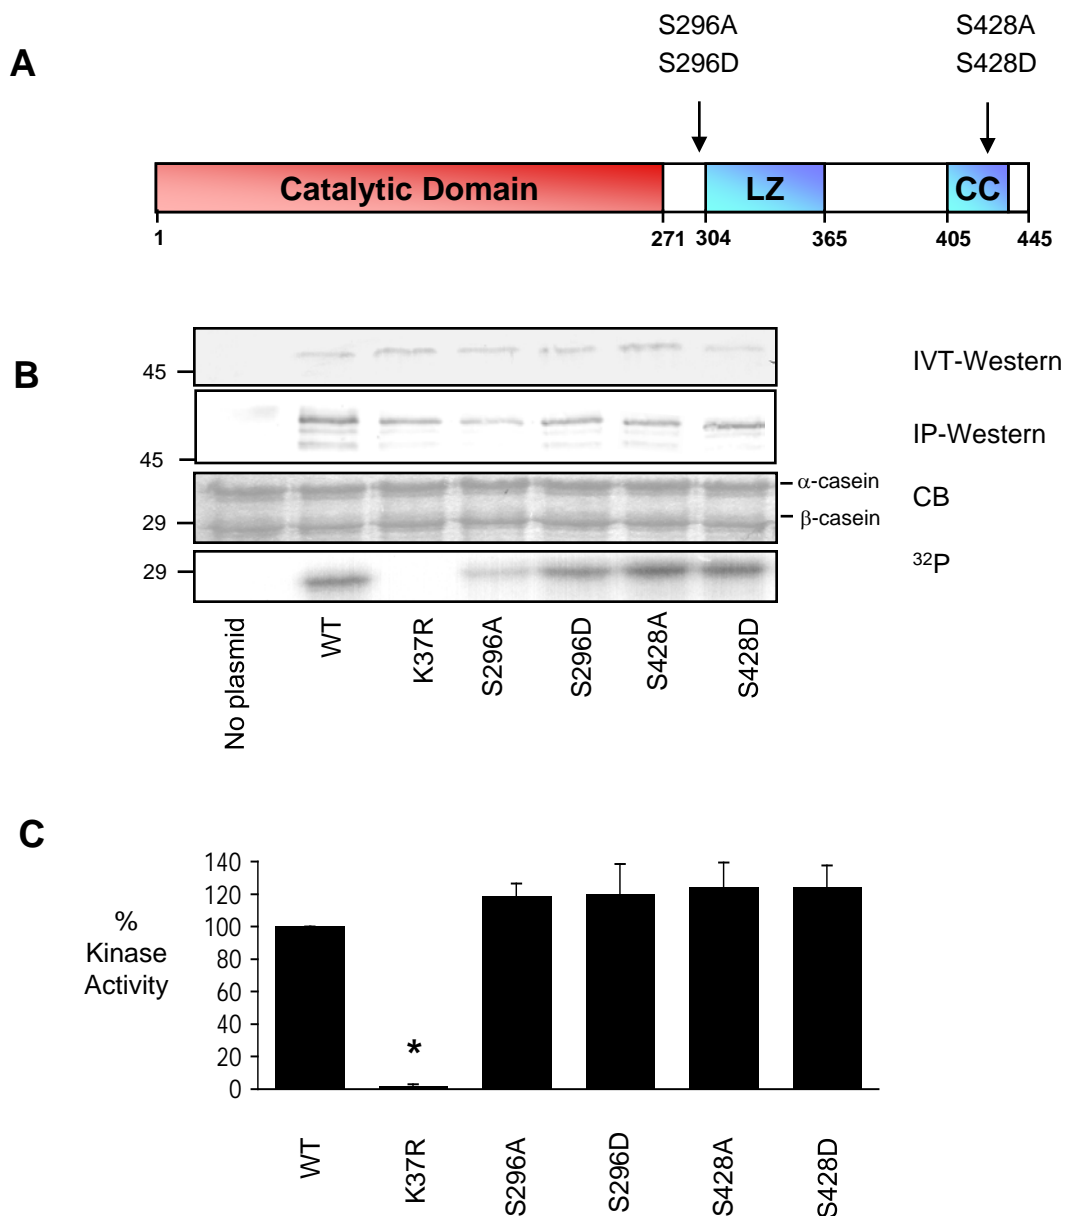 A
S296A
S296D
S428A
S428D
Catalytic Domain
LZ
CC
1
271
304
365
405
445
B
45
IVT-Western
45
IP-Western
α-casein
CB
29
β-casein
29
32P
No plasmid
WT
K37R
S296A
S296D
S428A
S428D
C
% Kinase Activity
140
120
100
80
60
40
20
0
*
WT
K37R
S296A
S296D
S428A
S428D